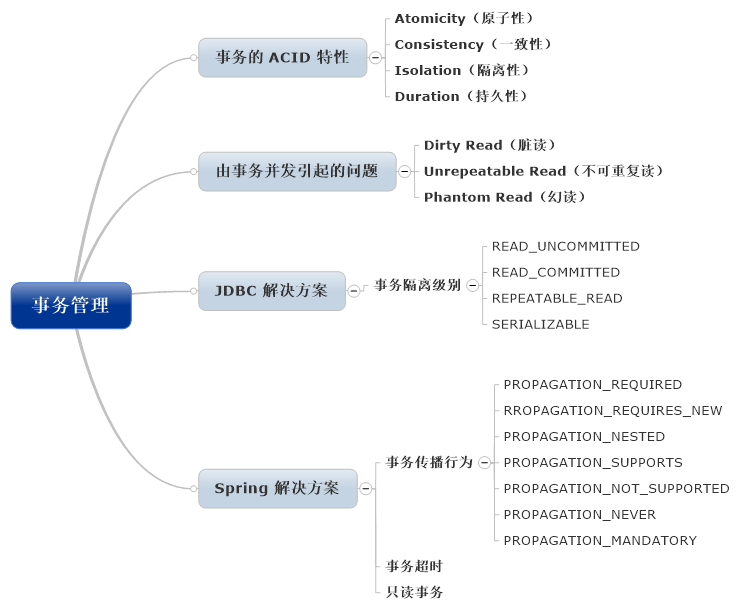 事务管理
事务的 ACID 特性
Atomicity（原子性）
Consistency（一致性）
Isolation（隔离性）
Duration（持久性）
由事务并发引起的问题
Dirty Read（脏读）
Unrepeatable Read（不可重复读）
Phantom Read（幻读）
JDBC 解决方案
事务隔离级别
READ_UNCOMMITTED
READ_COMMITTED
REPEATABLE_READ
SERIALIZABLE
Spring 解决方案
事务传播行为
PROPAGATION_REQUIRED
RROPAGATION_REQUIRES_NEW
PROPAGATION_NESTED
PROPAGATION_SUPPORTS
PROPAGATION_NOT_SUPPORTED
PROPAGATION_NEVER
PROPAGATION_MANDATORY
事务超时
只读事务